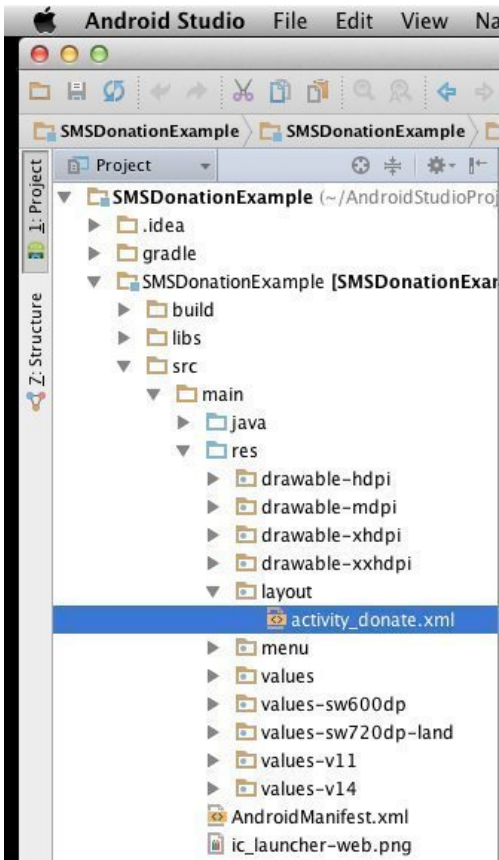 Android Studio File Edit View Na
SMSDonationExample SMSDonationExample
1: Project
Z: Structure
Project
SMSDonationExample (~/AndroidStudioProj
.idea
gradle
SMSDonationExample [SMSDonationExar
build
libs
src
main
java
res
drawable-hdpi
drawable-mdpi
drawable-xhdpi
drawable-xxhdpi
layout
activity_donate.xml
menu
values
values-sw600dp
values-sw720dp-land
values-v11
values-v14
AndroidManifest.xml
ic_launcher-web.png